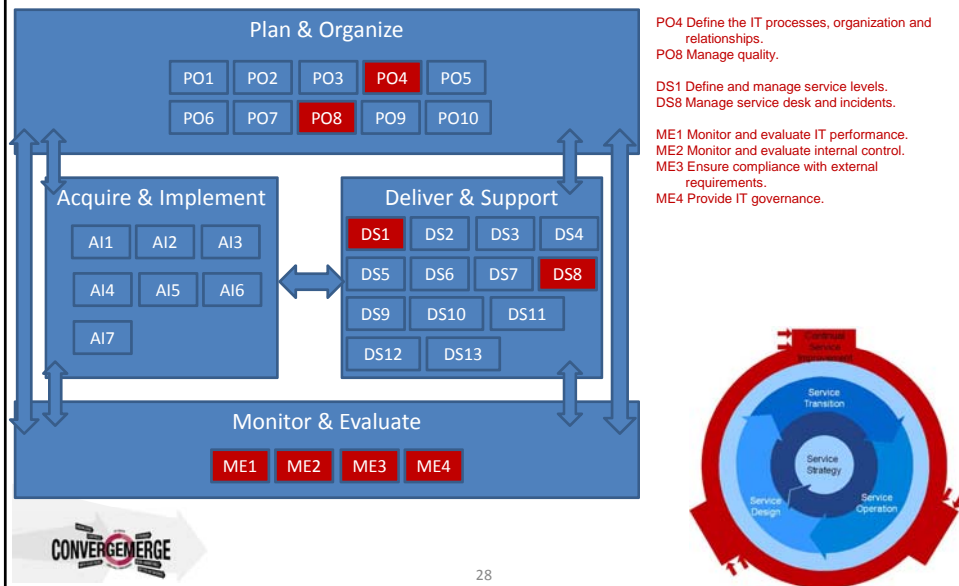 Plan & Organize
PO1 PO2 PO3 PO4 PO5
PO6 PO7 PO8 PO9 PO10
Acquire & Implement
AI1 AI2 AI3
AI4 AI5 AI6
AI7
Deliver & Support
DS1 DS2 DS3 DS4
DS5 DS6 DS7 DS8
DS9 DS10 DS11
DS12 DS13
Monitor & Evaluate
ME1 ME2 ME3 ME4
PO4 Define the IT processes, organization and
relationships.
PO8 Manage quality.
DS1 Define and manage service levels.
DS8 Manage service desk and incidents.
ME1 Monitor and evaluate IT performance.
ME2 Monitor and evaluate internal control.
ME3 Ensure compliance with external
requirements.
ME4 Provide IT governance.
Continual
Service
Improvement
Service
Transition
Service
Strategy
Service
Design
Service
Operation
CONVERGEMERGE
28